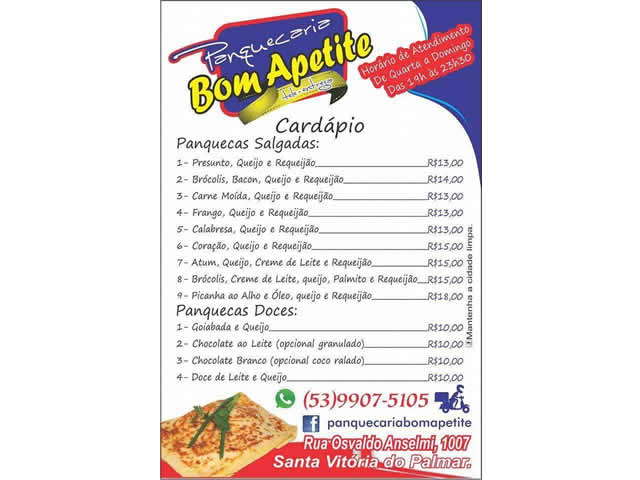 Panquecaria
Bom Apetite
tele-entrega
Horário de Atendimento
De Quarta a Domingo
Das 19h às 23h30
Cardápio
Panquecas Salgadas:
1- Presunto, Queijo e Requeijão R$13,00
2- Brócolis, Bacon, Queijo e Requeijão R$14,00
3- Carne Moída, Queijo e Requeijão R$13,00
4- Frango, Queijo e Requeijão R$13,00
5- Calabresa, Queijo e Requeijão R$13,00
6- Coração, Queijo e Requeijão R$15,00
7- Atum, Queijo, Creme de Leite e Requeijão R$15,00
8- Brócolis, Creme de Leite, queijo, Palmito e Requeijão R$15,00
9- Picanha ao Alho e Óleo, queijo e Requeijão R$18,00
Panquecas Doces:
1- Goiabada e Queijo R$10,00
2- Chocolate ao Leite (opcional granulado) R$10,00
3- Chocolate Branco (opcional coco ralado) R$10,00
4- Doce de Leite e Queijo R$10,00
Mantenha a cidade limpa.
(53)9907-5105
panquecariabomapetite
Rua Osvaldo Anselmi, 1007
Santa Vitória do Palmar.